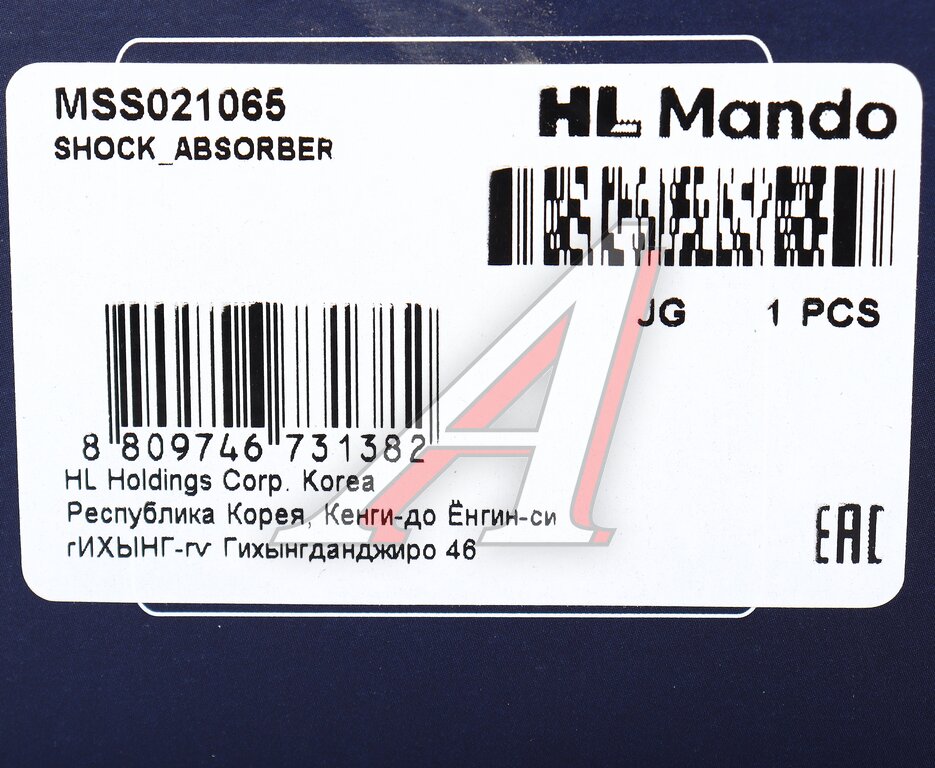 MSS021065
SHOCK_ABSORBER
HL Mando
JG 1 PCS
8 809746 731382
HL Holdings Corp. Korea
Республика Корея, Кенги-до Ёнгин-си
гИХЫНГ-гv Гихынгданджиро 46
EAC